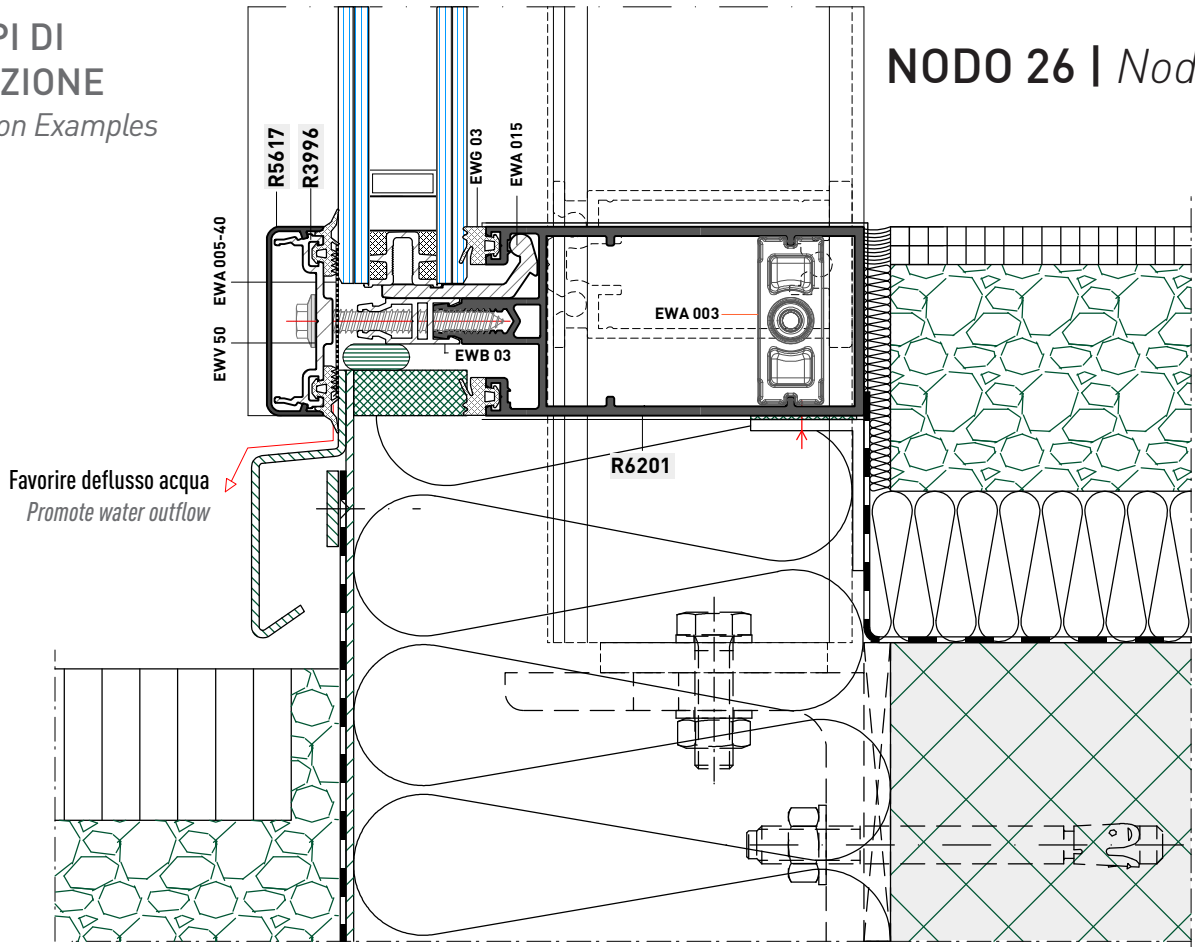 PI DI
ZIONE
on Examples
NODO 26 | Nod
R5617
R3996
EWG 03
EWA 015
EWA 005-40
EWV 50
EWA 003
EWB 03
R6201
Favorire deflusso acqua
Promote water outflow